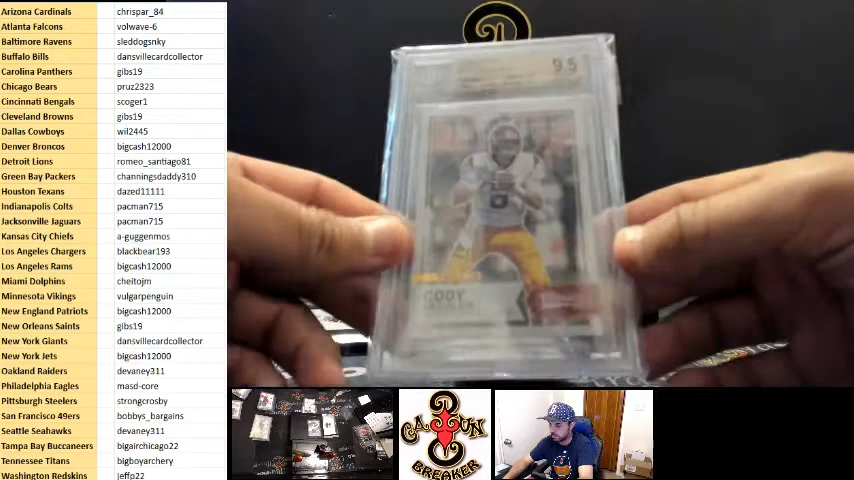 Arizona Cardinals chrispar_84
Atlanta Falcons volwave-6
Baltimore Ravens sleddogsnky
Buffalo Bills dansvillecardcollector
Carolina Panthers gibs19
Chicago Bears pruz2323
Cincinnati Bengals scoger1
Cleveland Browns gibs19
Dallas Cowboys wil2445
Denver Broncos bigcash12000
Detroit Lions romeo_santiago81
Green Bay Packers channingsdaddy310
Houston Texans dazed11111
Indianapolis Colts pacman715
Jacksonville Jaguars pacman715
Kansas City Chiefs a-guggenmos
Los Angeles Chargers blackbear193
Los Angeles Rams bigcash12000
Miami Dolphins cheitojm
Minnesota Vikings vulgarpenguin
New England Patriots bigcash12000
New Orleans Saints gibs19
New York Giants dansvillecardcollector
New York Jets bigcash12000
Oakland Raiders devaney311
Philadelphia Eagles masd-core
Pittsburgh Steelers strongcrosby
San Francisco 49ers bobbys_bargains
Seattle Seahawks devaney311
Tampa Bay Buccaneers bigairchicago22
Tennessee Titans bigboyarchery
Washington Redskins jeffp22
9.5
CODY
CAJUN
BREAKER